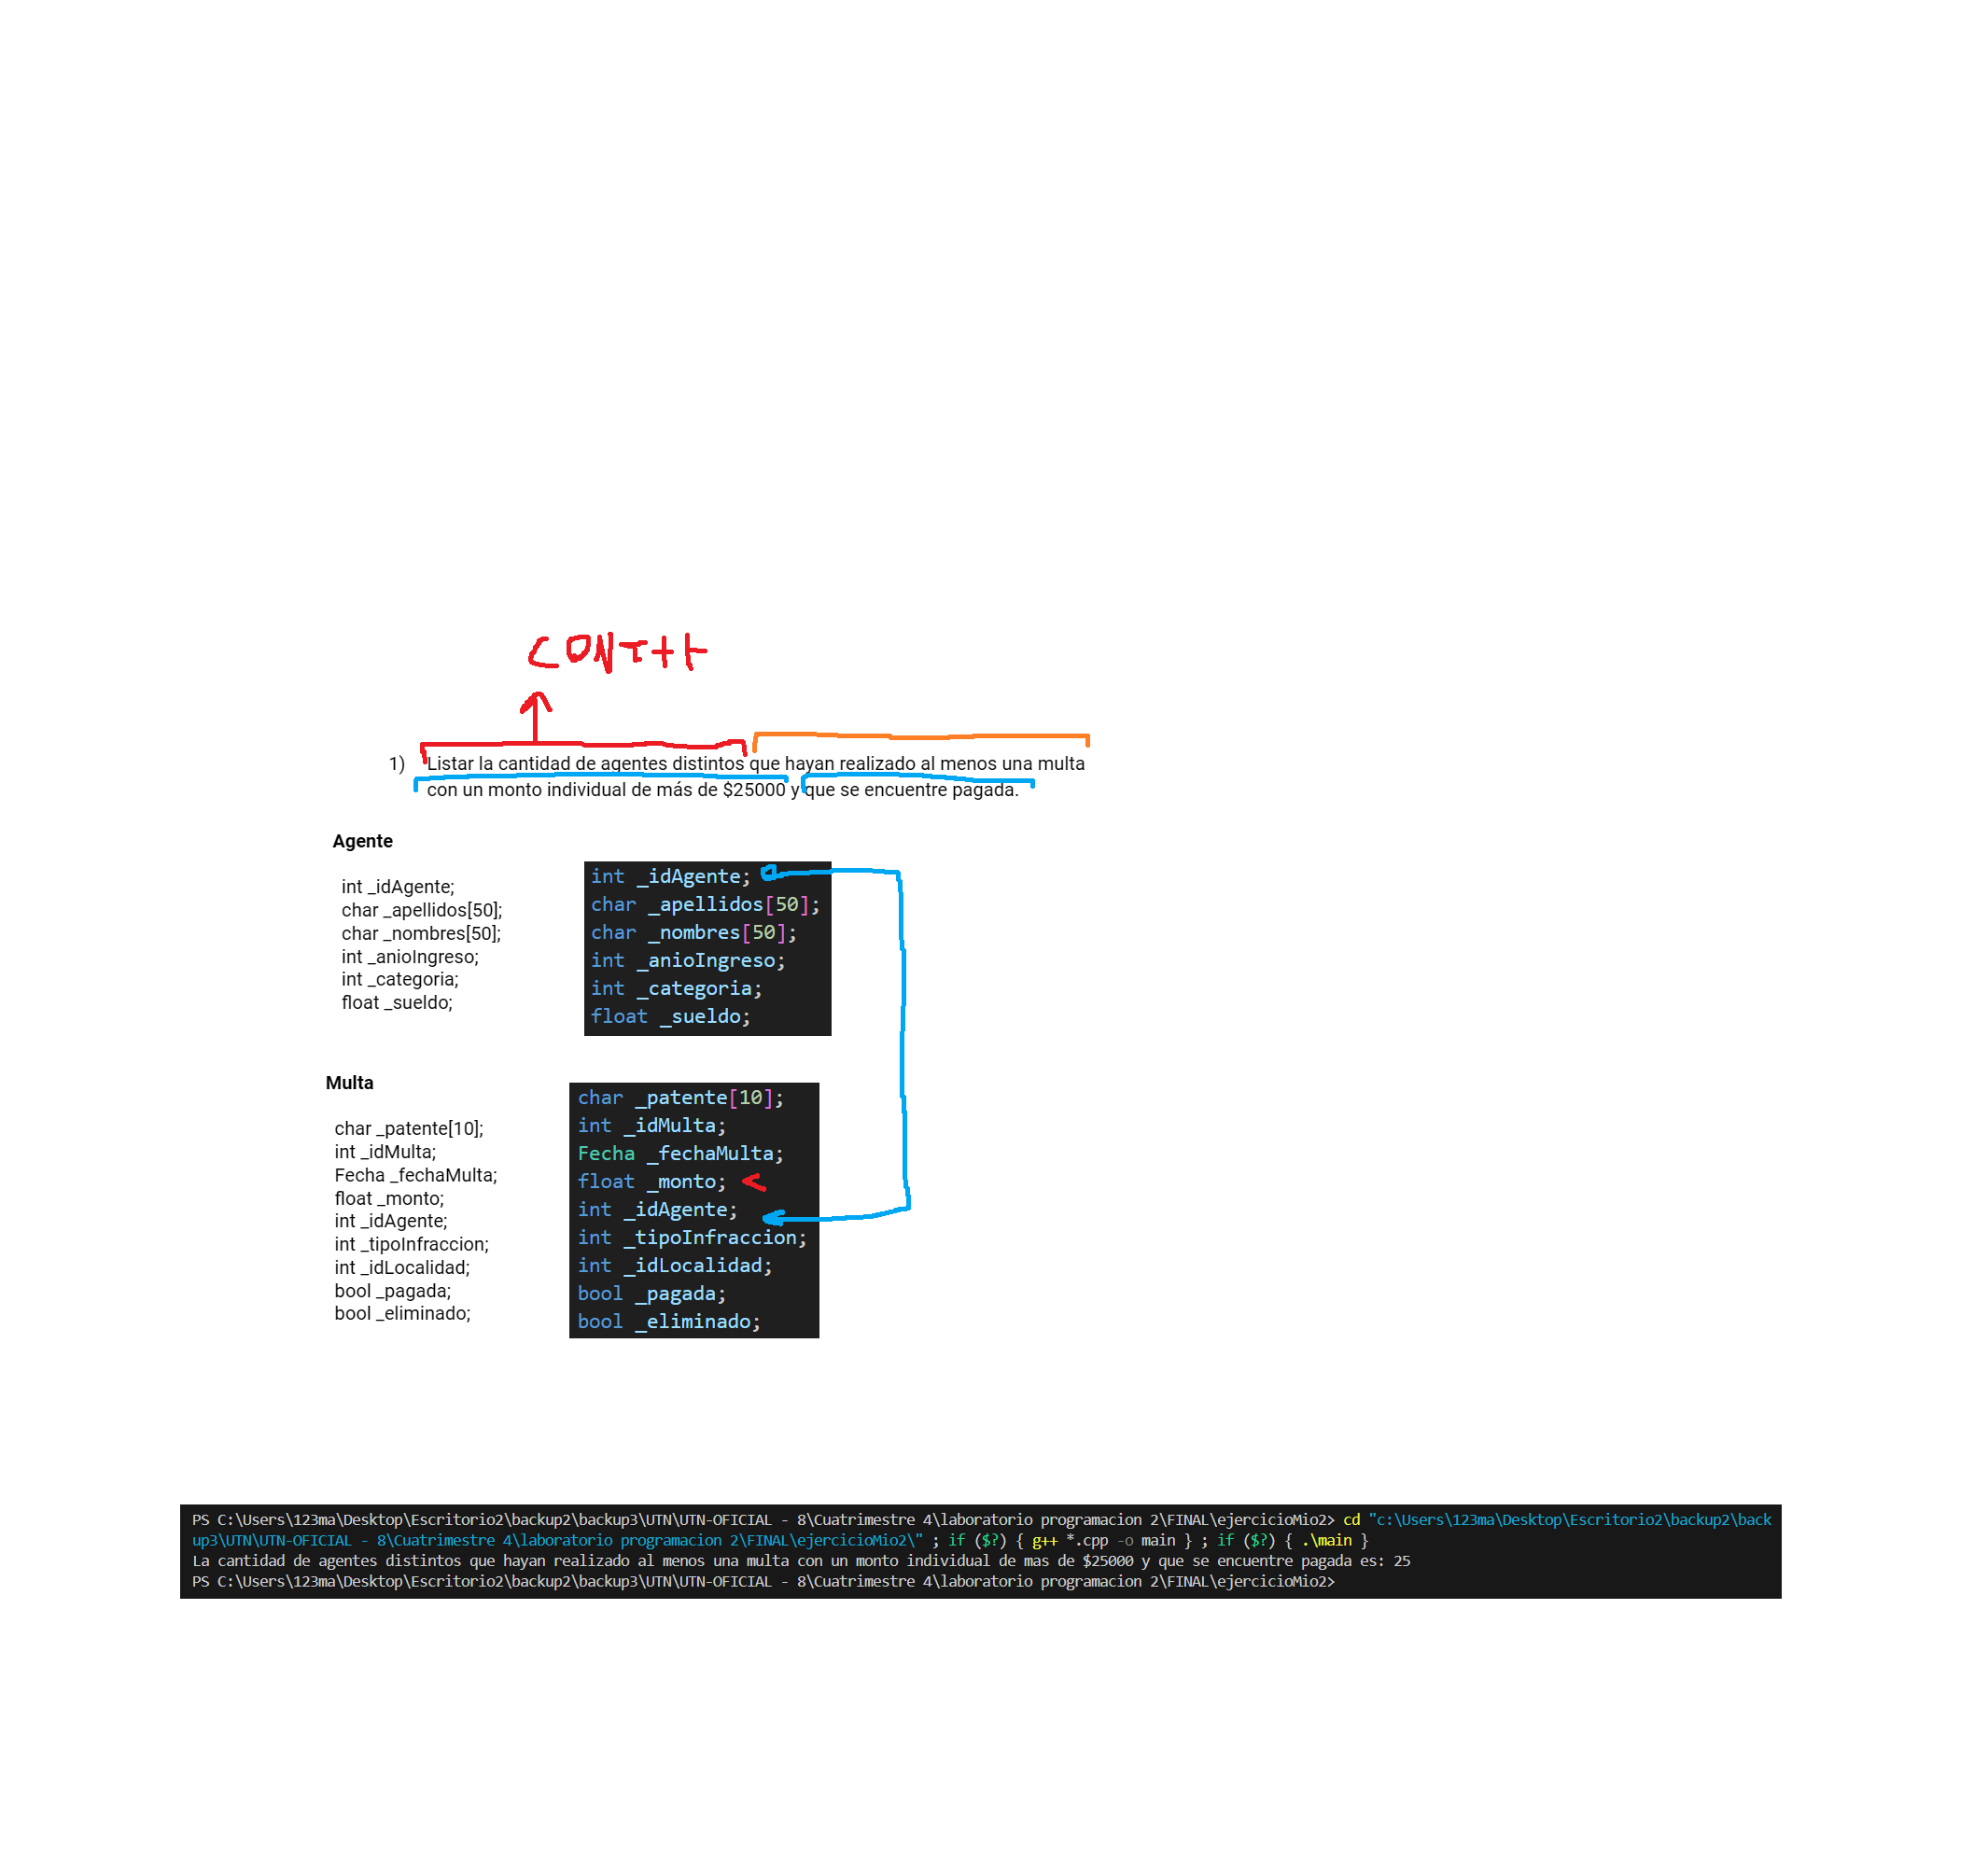 CONT++
1) Listar la cantidad de agentes distintos que hayan realizado al menos una multa
con un monto individual de más de $25000 y que se encuentre pagada.
Agente
int _idAgente;
char _apellidos[50];
char _nombres[50];
int _anioIngreso;
int _categoria;
float _sueldo;
int _idAgente;
char _apellidos[50];
char _nombres[50];
int _anioIngreso;
int _categoria;
float _sueldo;
Multa
char _patente[10];
int _idMulta;
Fecha _fechaMulta;
float _monto;
int _idAgente;
int _tipoInfraccion;
int _idLocalidad;
bool _pagada;
bool _eliminado;
char _patente[10];
int _idMulta;
Fecha _fechaMulta;
float _monto;
int _idAgente;
int _tipoInfraccion;
int _idLocalidad;
bool _pagada;
bool _eliminado;
PS C:\Users\123ma\Desktop\Escritorio2\backup2\backup3\UTN\UTN-OFICIAL - 8\Cuatrimestre 4\laboratorio programacion 2\FINAL\ejercicioMio2> cd "c:\Users\123ma\Desktop\Escritorio2\backup2\back
up3\UTN\UTN-OFICIAL - 8\Cuatrimestre 4\laboratorio programacion 2\FINAL\ejercicioMio2\" ; if ($?) { g++ *.cpp -o main } ; if ($?) { .\main }
La cantidad de agentes distintos que hayan realizado al menos una multa con un monto individual de mas de $25000 y que se encuentre pagada es: 25
PS C:\Users\123ma\Desktop\Escritorio2\backup2\backup3\UTN\UTN-OFICIAL - 8\Cuatrimestre 4\laboratorio programacion 2\FINAL\ejercicioMio2>